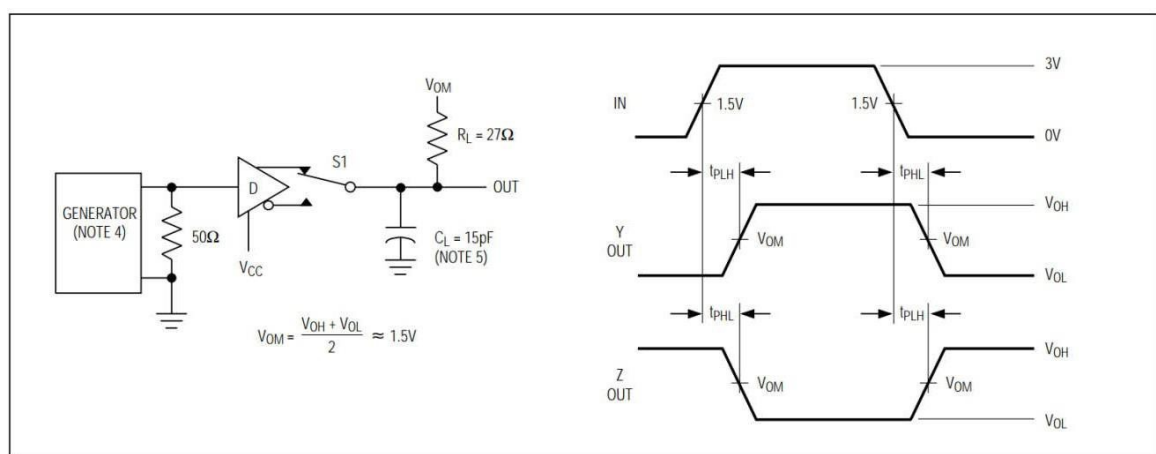 GENERATOR
(NOTE 4)
50Ω
D
VCC
S1
VOM
RL = 27Ω
OUT
CL = 15pF
(NOTE 5)
VOM = VOH + VOL / 2 ≈ 1.5V
IN
1.5V
1.5V
3V
0V
tPLH
tPHL
Y
OUT
VOM
VOM
VOH
VOL
tPHL
tPLH
Z
OUT
VOM
VOM
VOH
VOL